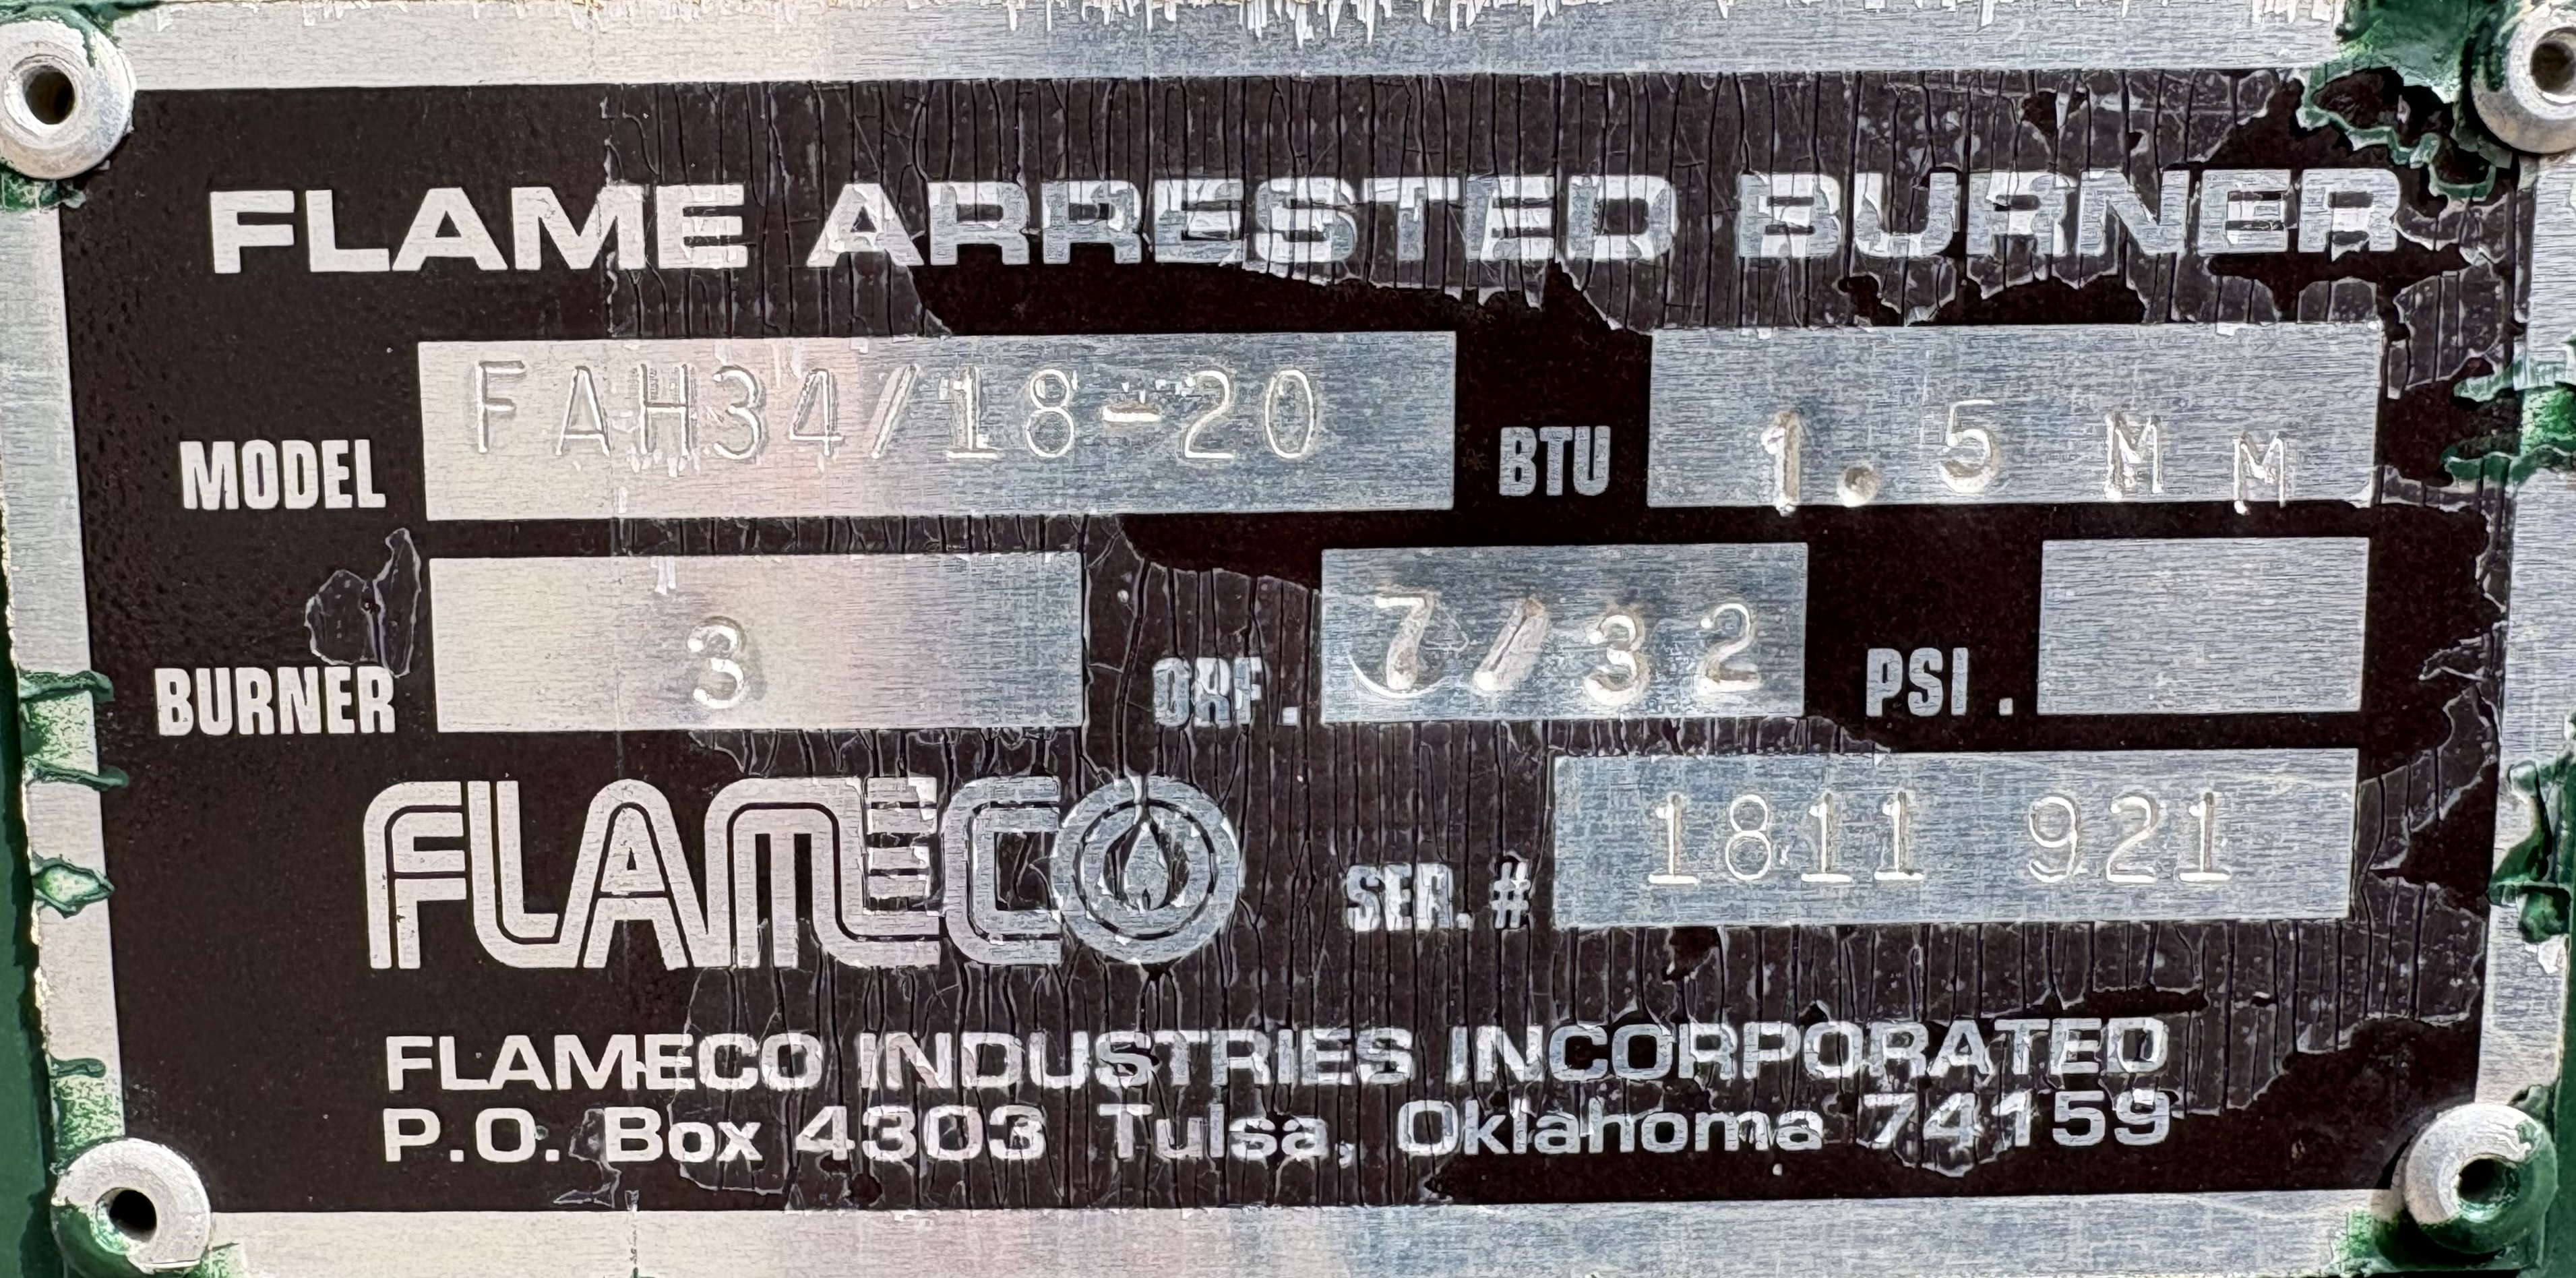 FLAME ARRESTED BURNER
MODEL FAH34/18-20 BTU 1.5 M M
BURNER 3 ORF. 7/32 PSI.
FLAMECO SER. # 1811 921
FLAMECO INDUSTRIES INCORPORATED
P.O. Box 4303 Tulsa, Oklahoma 74159